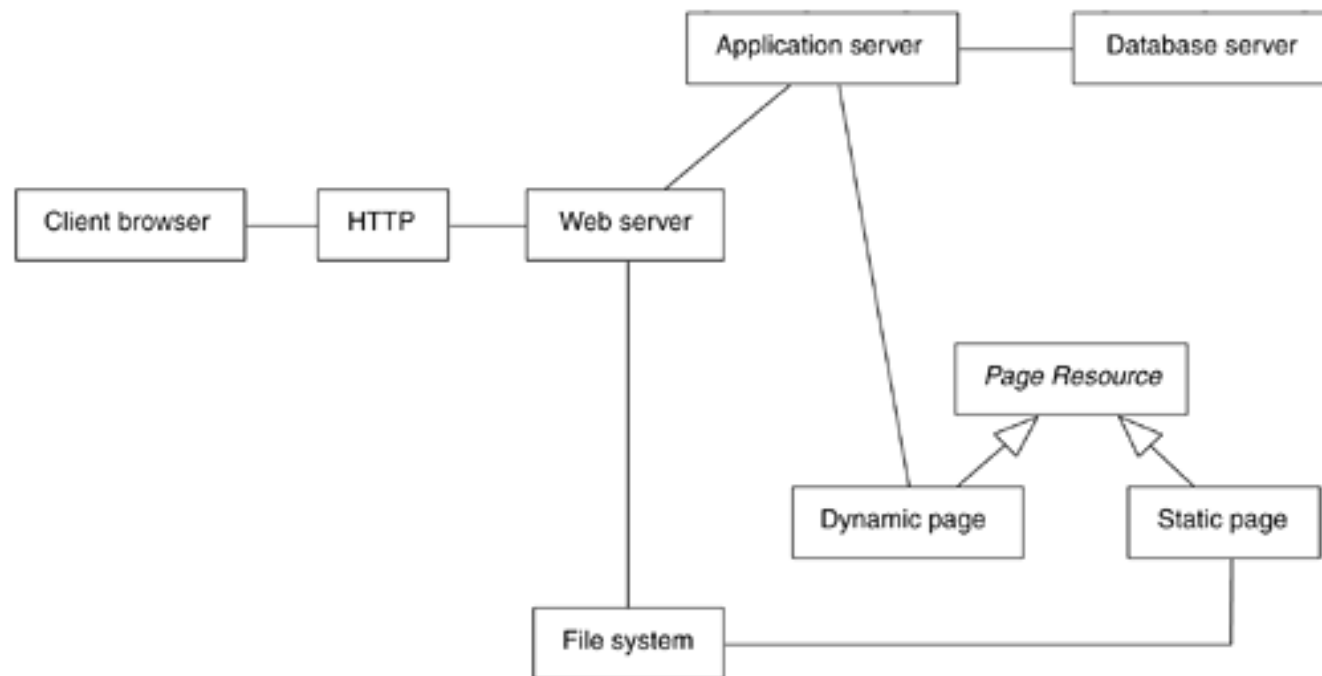 Application server
Database server
Client browser
HTTP
Web server
Page Resource
Dynamic page
Static page
File system